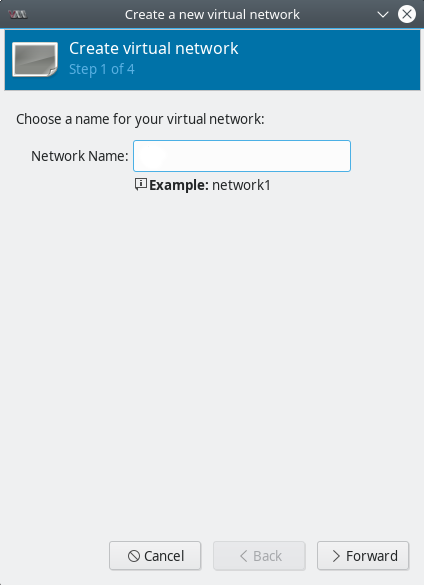 Create a new virtual network
Create virtual network
Step 1 of 4
Choose a name for your virtual network:
Network Name:
Example: network1
Cancel
Back
Forward